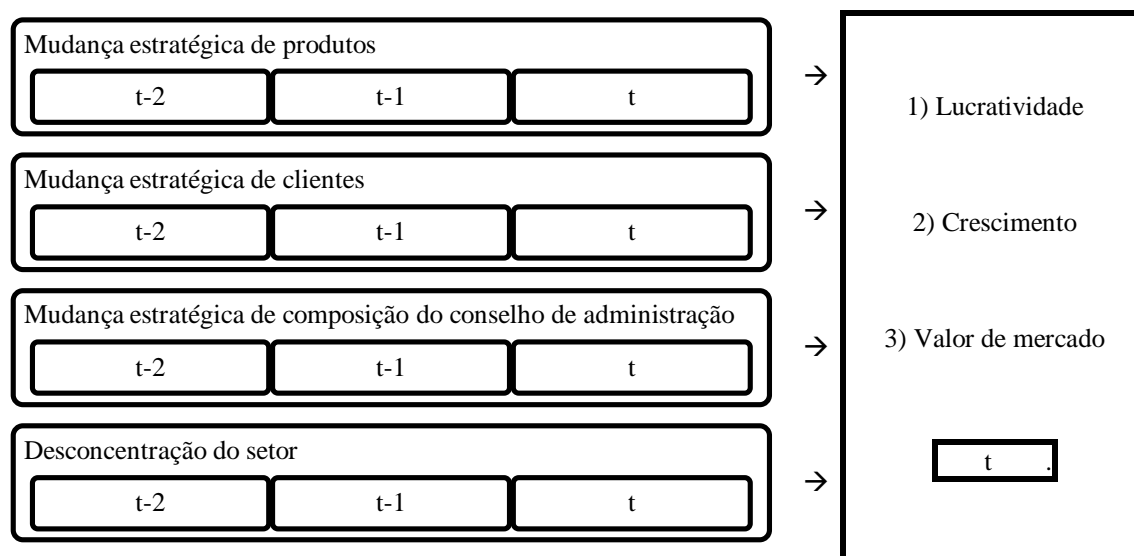 Mudança estratégica de produtos
t-2 t-1 t
→
1) Lucratividade
Mudança estratégica de clientes
t-2 t-1 t
→
2) Crescimento
Mudança estratégica de composição do conselho de administração
t-2 t-1 t
→
3) Valor de mercado
Desconcentração do setor
t-2 t-1 t
→
t .